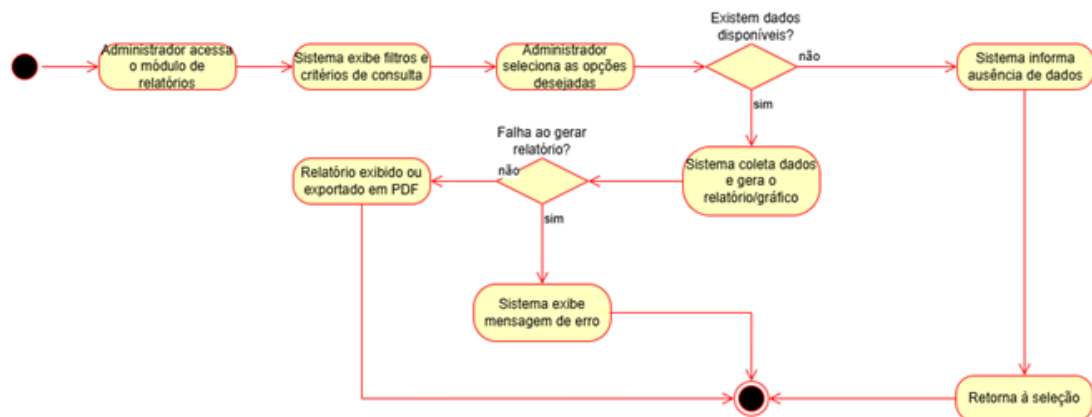 Existem dados
disponíveis?
Administrador acessa
o módulo de
relatórios
Sistema exibe filtros e
critérios de consulta
Administrador
seleciona as opções
desejadas
não
Sistema informa
ausência de dados
sim
Falha ao gerar
relatório?
não
Relatório exibido ou
exportado em PDF
Sistema coleta dados
e gera o
relatório/gráfico
sim
Sistema exibe
mensagem de erro
Retorna à seleção